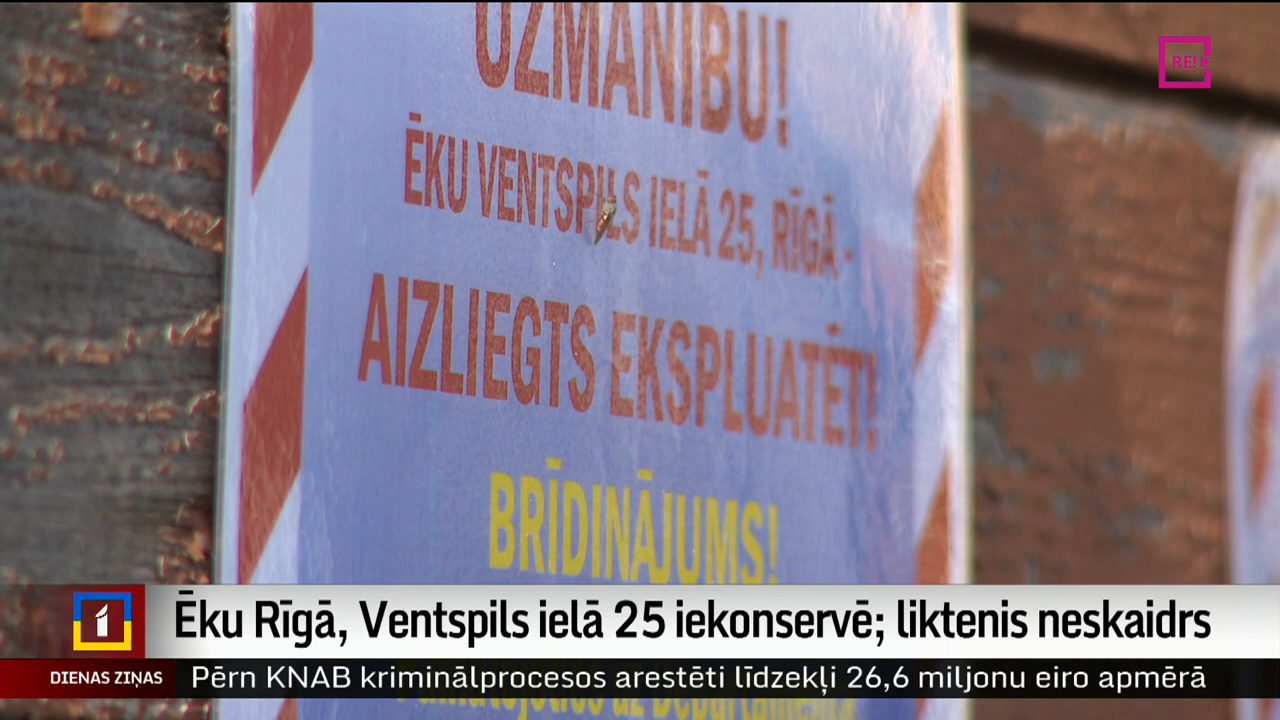 UZMANĪBU!
RE!
ĒKU VENTSPILS IELĀ 25, RĪGĀ -
AIZLIEGTS EKSPLUATĒT!
BRĪDINĀJUMS!
1
Ēku Rīgā, Ventspils ielā 25 iekonservē; liktenis neskaidrs
DIENAS ZIŅAS
Pērn KNAB kriminālprocesos arestēti līdzekļi 26,6 miljonu eiro apmērā